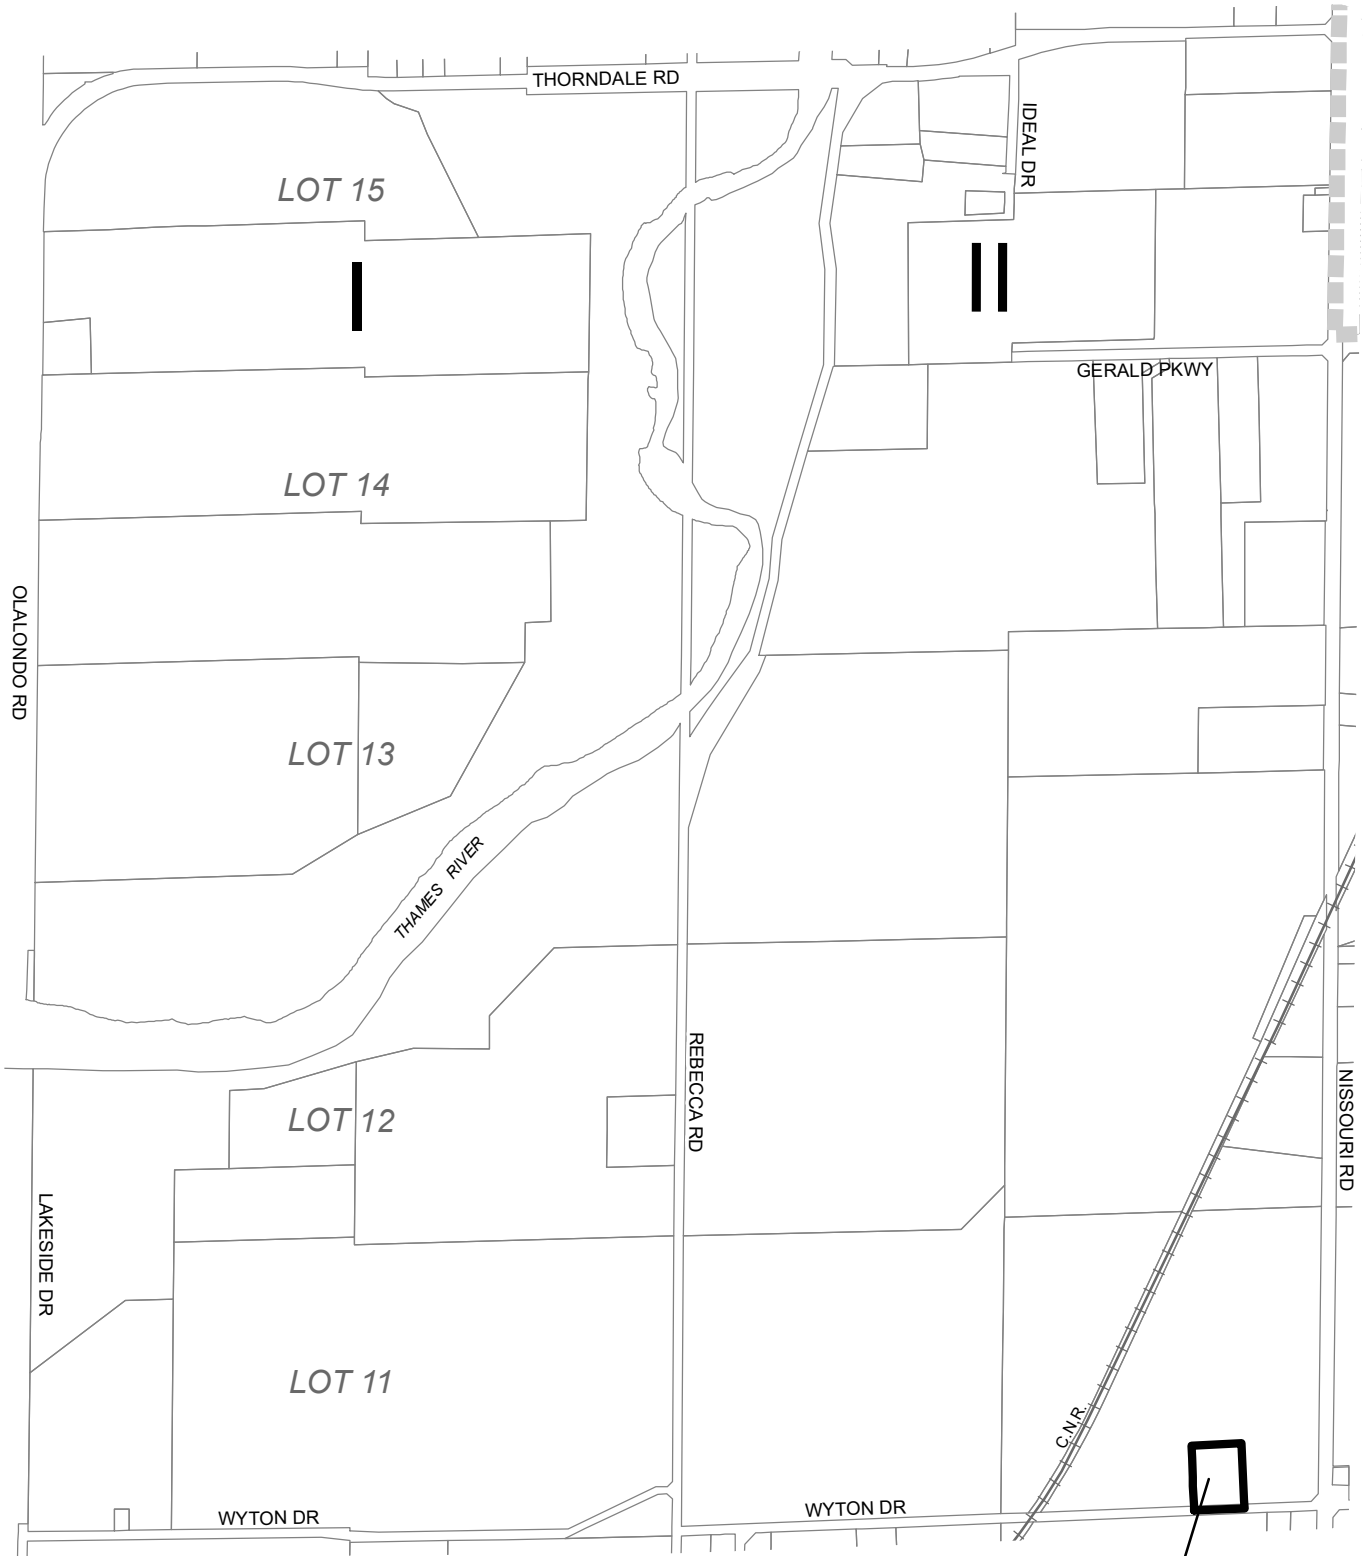 THORNDALE RD
IDEAL DR
LOT 15
I
II
GERALD PKWY
LOT 14
OLALONDO RD
LOT 13
THAMES RIVER
REBECCA RD
NISSOURI RD
LOT 12
LAKESIDE DR
LOT 11
C.N.R.
WYTON DR
WYTON DR